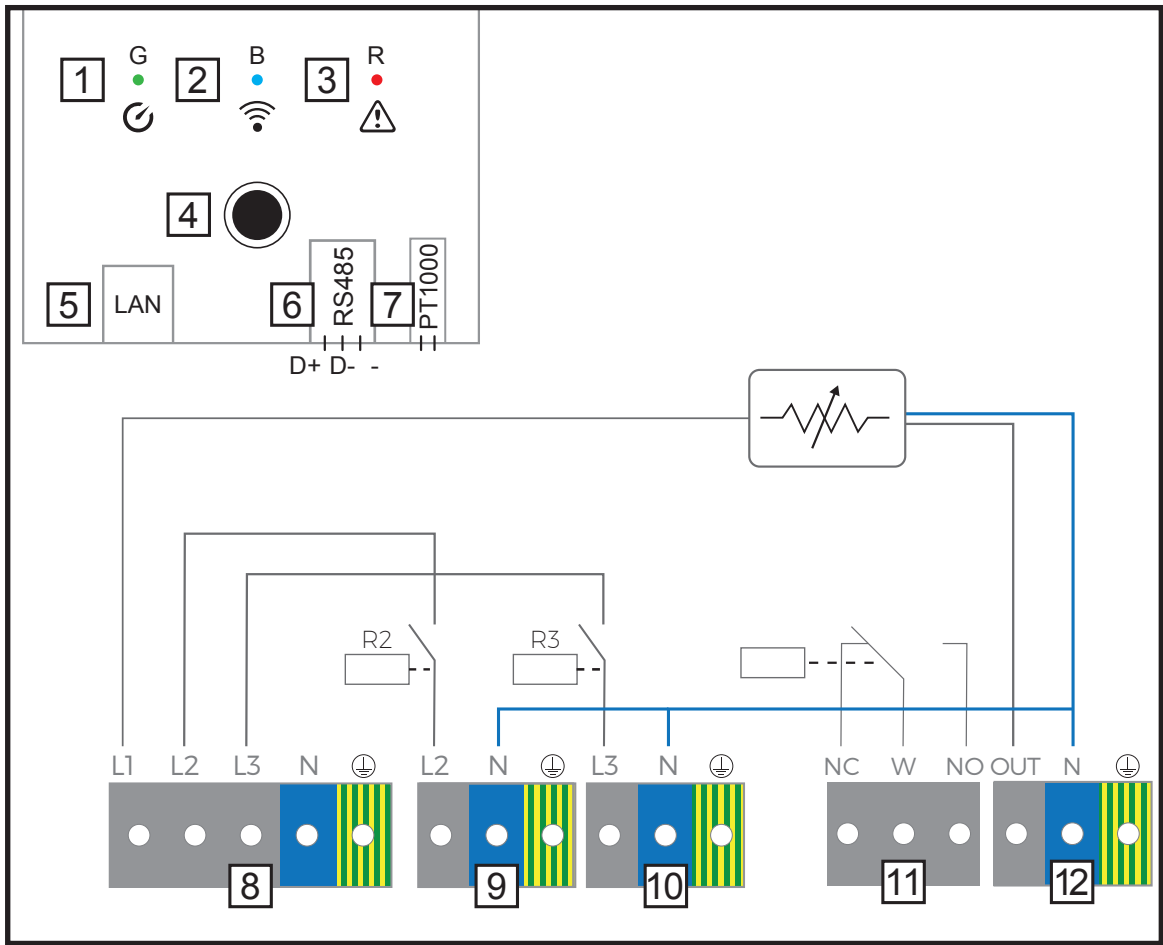 G B R
1 2 3
4
5 LAN 6 RS485 7 PT1000
D+ D- -
R2 R3
L1 L2 L3 N L2 N L3 N NC W NO OUT N
8 9 10 11 12